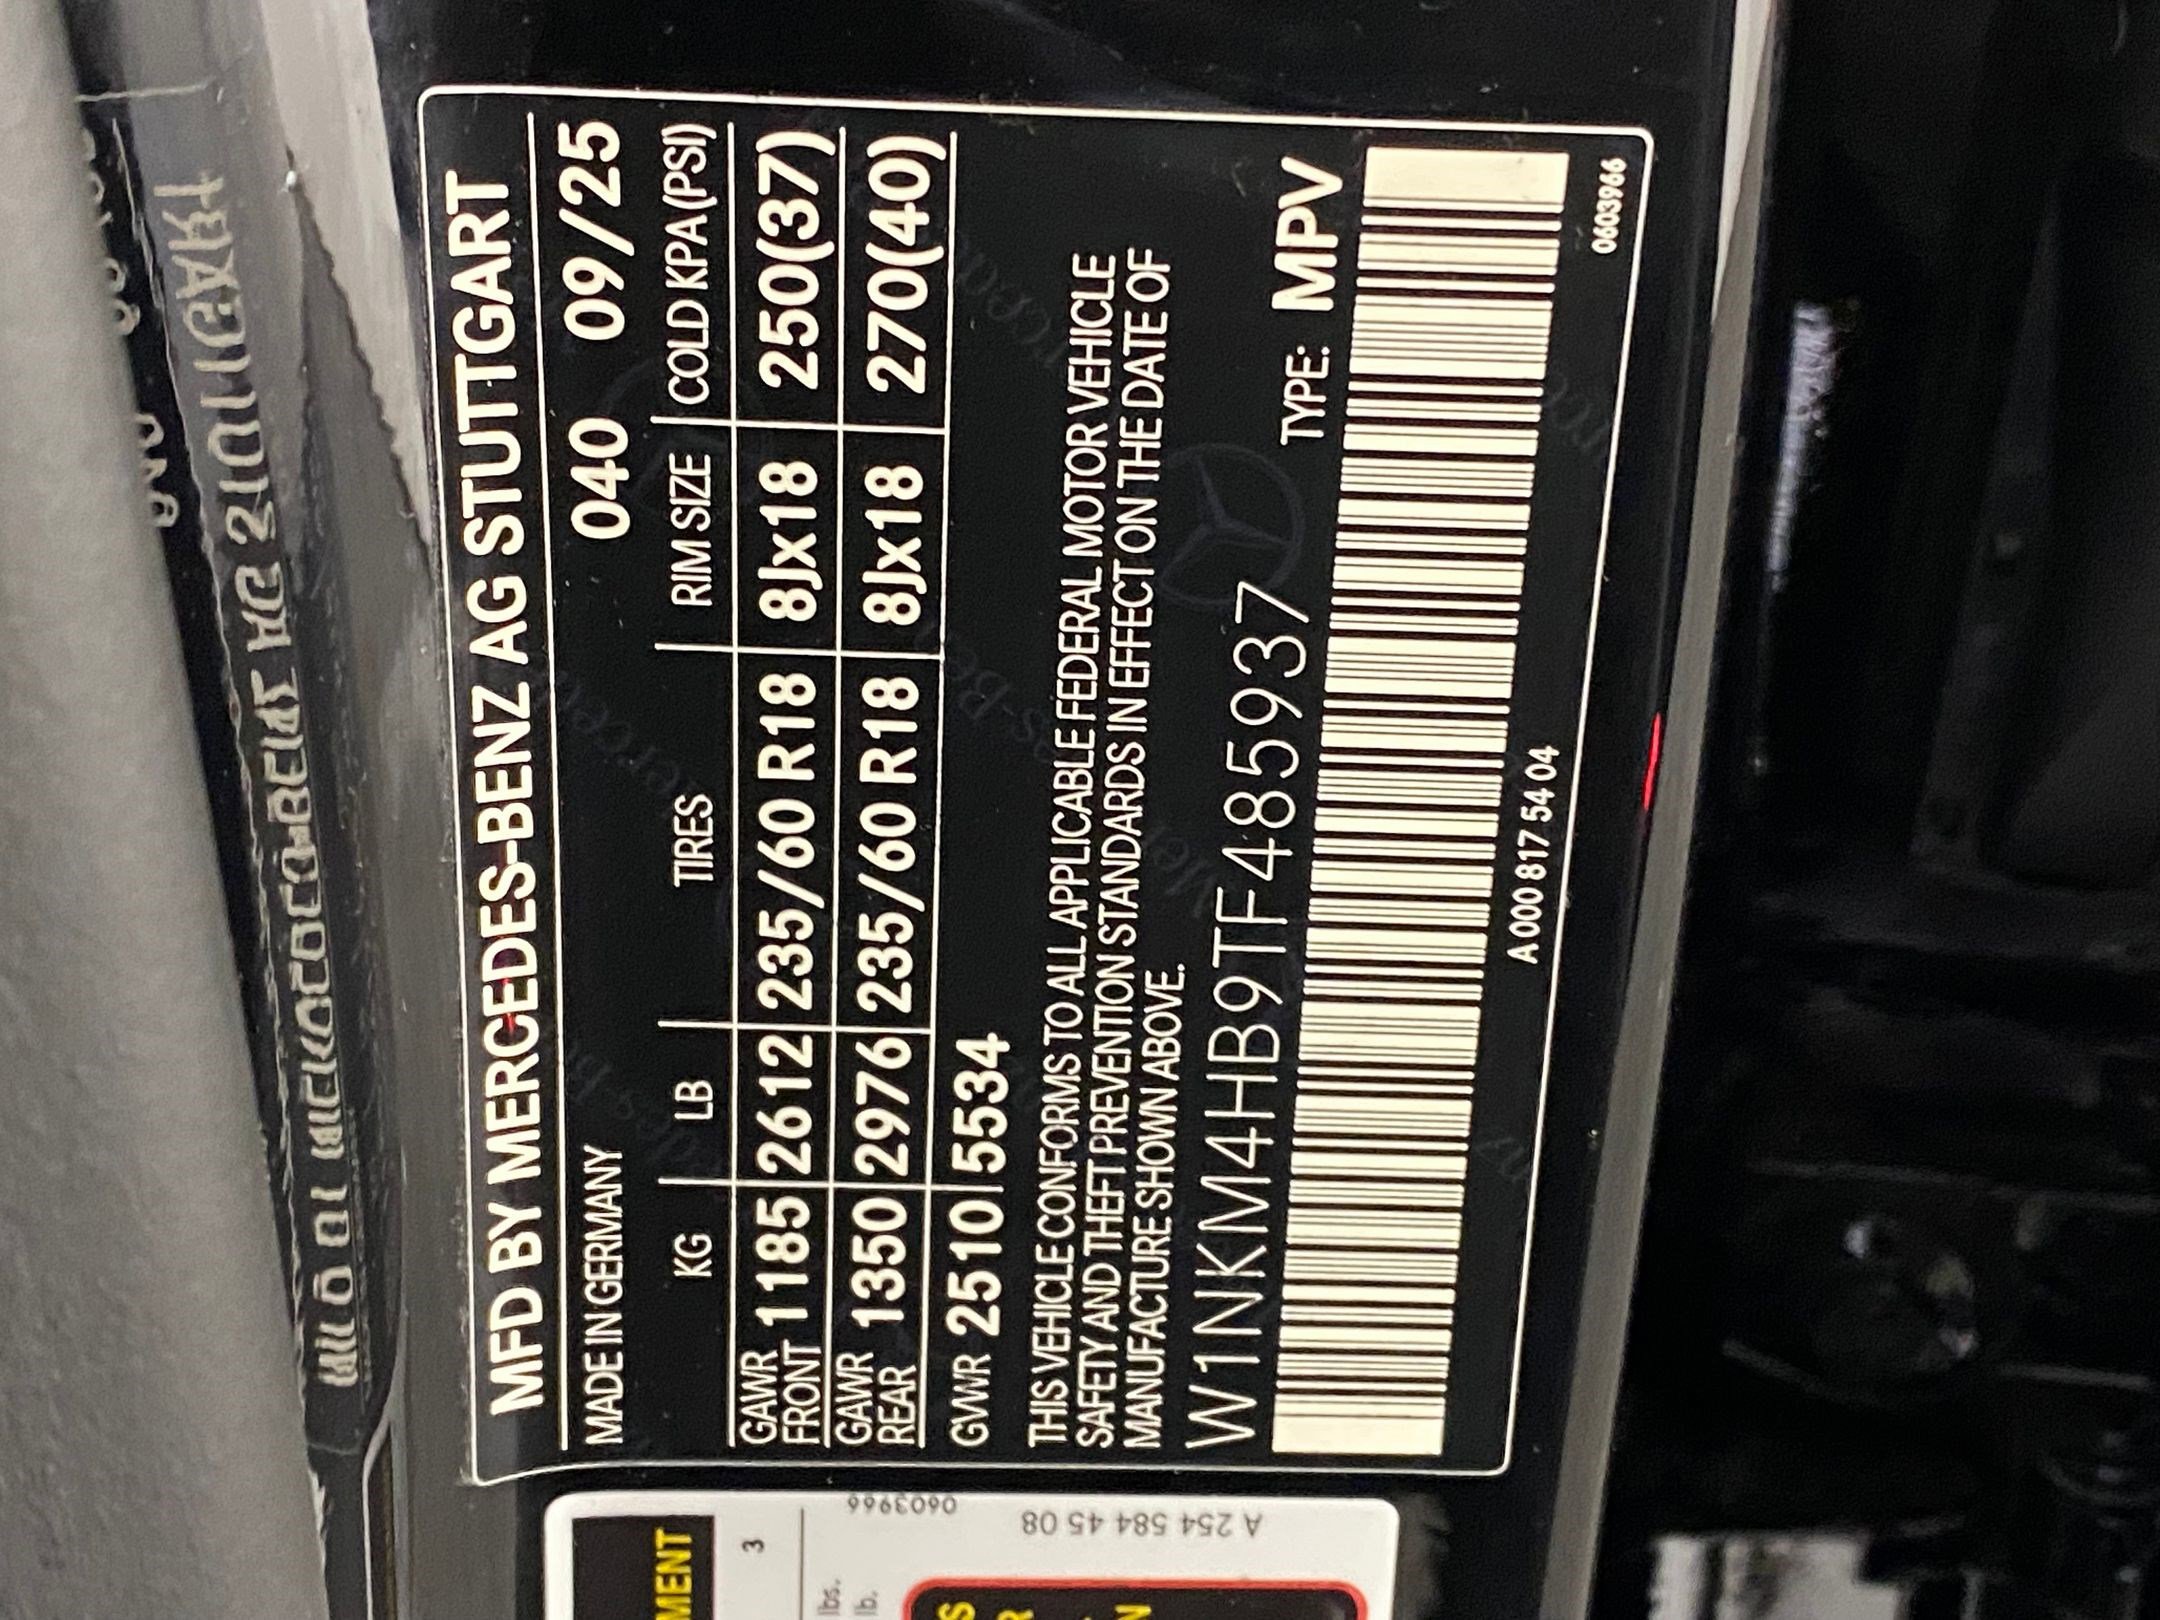 MFD BY MERCEDES-BENZ AG STUTTGART
MADE IN GERMANY 040 09/25
KG LB TIRES RIM SIZE COLD KPA(PSI)
GAWR FRONT 1185 2612 235/60 R18 8Jx18 250(37)
GAWR REAR 1350 2976 235/60 R18 8Jx18 270(40)
GVWR 2510 5534
THIS VEHICLE CONFORMS TO ALL APPLICABLE FEDERAL MOTOR VEHICLE
SAFETY AND THEFT PREVENTION STANDARDS IN EFFECT ON THE DATE OF
MANUFACTURE SHOWN ABOVE.
W1NKM4HB9TF485937 TYPE: MPV
A 000 817 54 04 0603966
MENT
3
lbs.
lb.
0603966
A 254 584 45 08